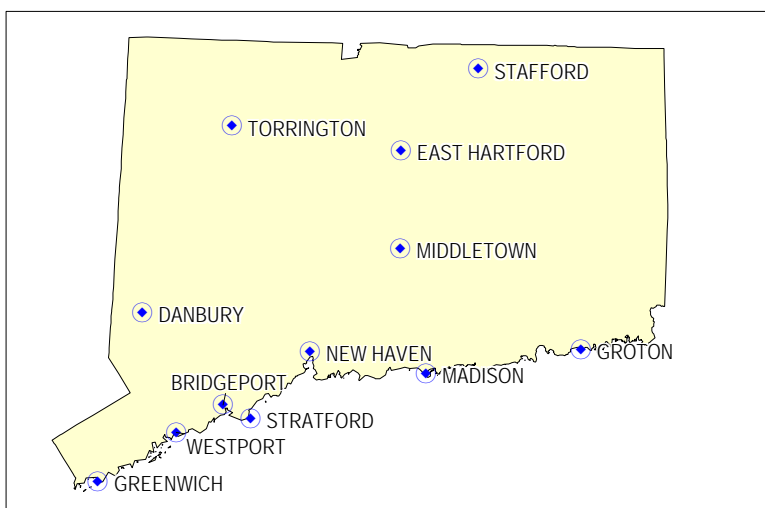 STAFFORD
TORRINGTON
EAST HARTFORD
MIDDLETOWN
DANBURY
NEW HAVEN
GROTON
MADISON
BRIDGEPORT
STRATFORD
WESTPORT
GREENWICH